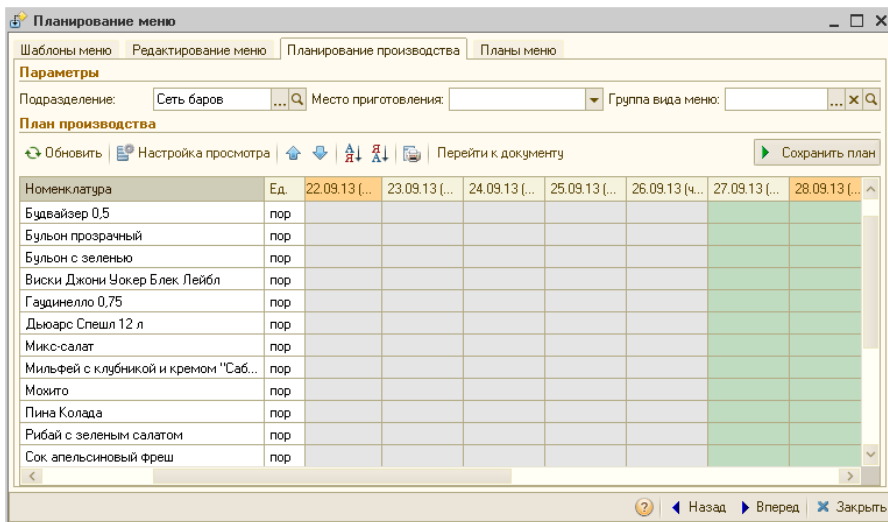 Планирование меню
Шаблоны меню Редактирование меню Планирование производства Планы меню
Параметры
Подразделение: Сеть баров ... Место приготовления: Группа вида меню: ...
План производства
Обновить Настройка просмотра Перейти к документу Сохранить план
Номенклатура Ед. 22.09.13 (... 23.09.13 (... 24.09.13 (... 25.09.13 (... 26.09.13 (ч... 27.09.13 (... 28.09.13 (...
Будвайзер 0,5 пор
Бульон прозрачный пор
Бульон с зеленью пор
Виски Джони Уокер Блек Лейбл пор
Гаудинелло 0,75 пор
Дьюарс Спешл 12 л пор
Микс-салат пор
Мильфей с клубникой и кремом "Саб... пор
Мохито пор
Пина Колада пор
Рибай с зеленым салатом пор
Сок апельсиновый фреш пор
Назад Вперед Закрыть